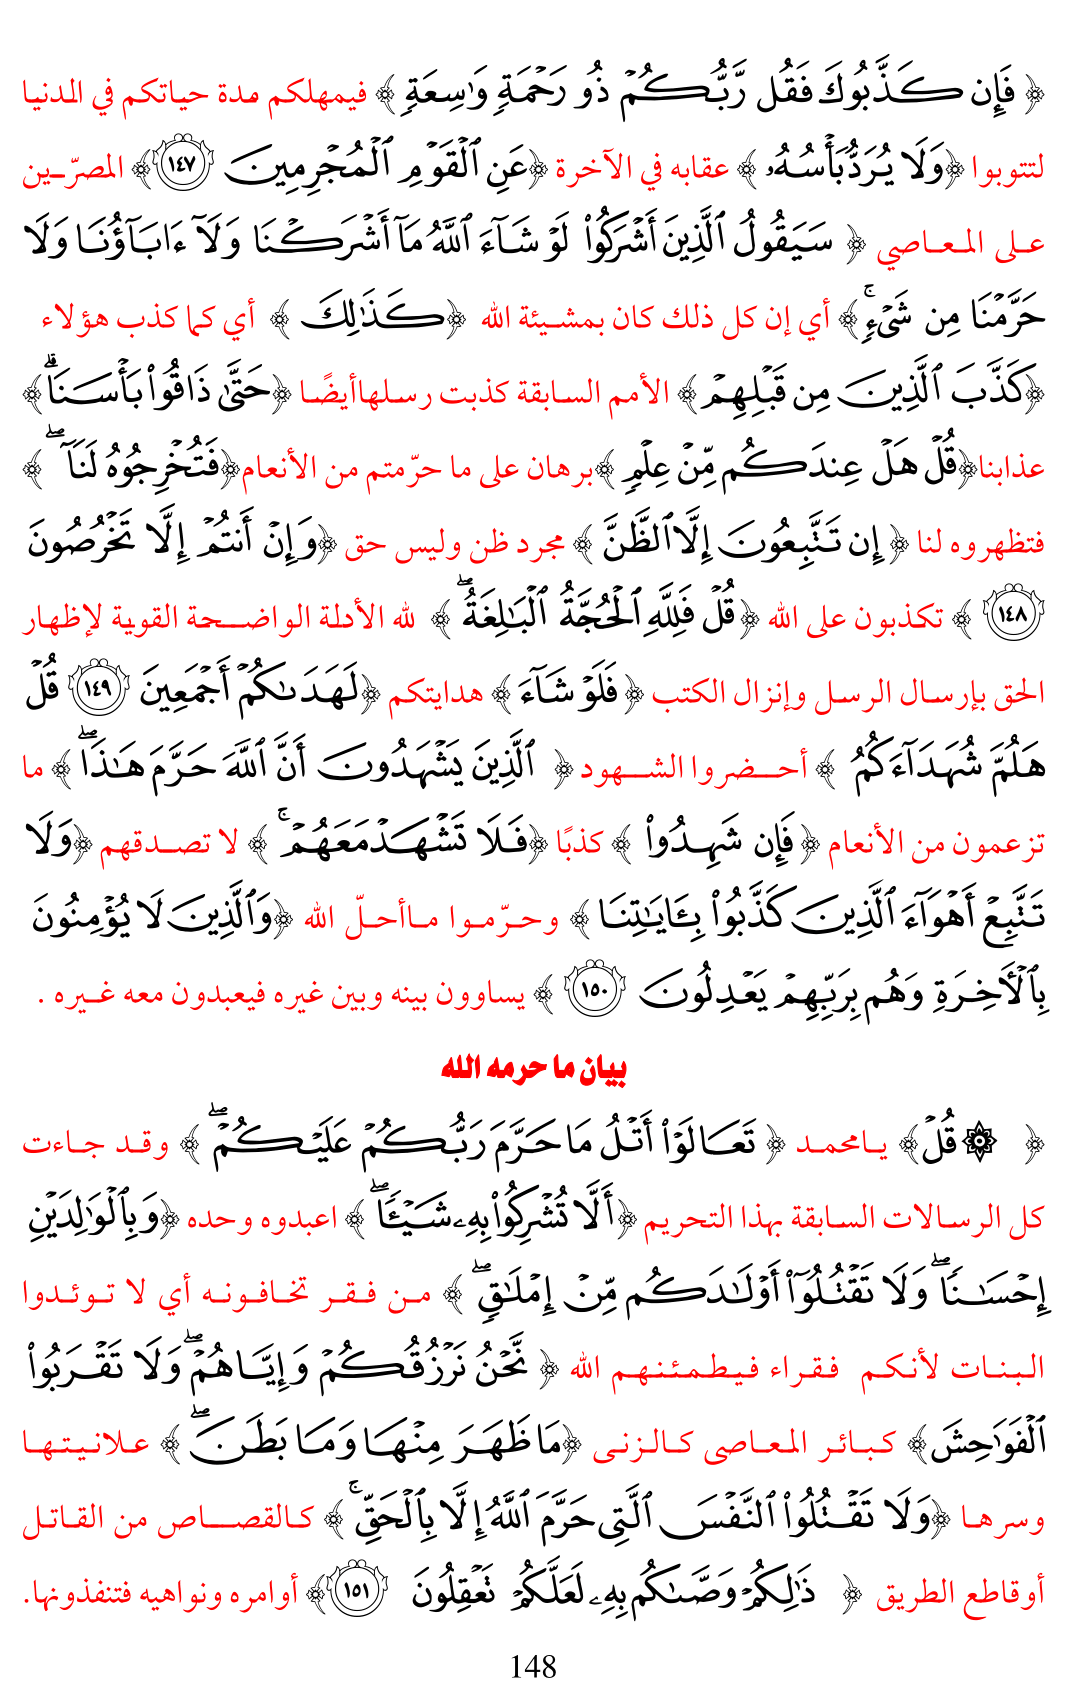 ﴿ فَإِن كَذَّبُوكَ فَقُل رَّبُّكُمْ ذُو رَحْمَةٍ وَٰسِعَةٍ ﴾ فيمهلكم مدة حياتكم في الدنيا
لتتوبوا ﴿وَلَا يُرَدُّ بَأْسُهُۥ ﴾ عقابه في الآخرة ﴿عَنِ ٱلْقَوْمِ ٱلْمُجْرِمِينَ ١٤٧﴾ المصرّين
على المعاصي ﴿ سَيَقُولُ ٱلَّذِينَ أَشْرَكُوا۟ لَوْ شَآءَ ٱللَّهُ مَآ أَشْرَكْنَا وَلَآ ءَابَآؤُنَا وَلَا
حَرَّمْنَا مِن شَىْءٍ ۚ﴾ أي إن كل ذلك كان بمشيئة الله ﴿كَذَٰلِكَ ﴾ أي كما كذب هؤلاء
﴿كَذَّبَ ٱلَّذِينَ مِن قَبْلِهِمْ﴾ الأمم السابقة كذبت رسلهاأيضًا ﴿حَتَّىٰ ذَاقُوا۟ بَأْسَنَا ۗ﴾
عذابنا﴿قُلْ هَلْ عِندَكُم مِّنْ عِلْمٍ ﴾برهان على ما حرّمتم من الأنعام﴿فَتُخْرِجُوهُ لَنَآ ۖ ﴾
فتظهروه لنا ﴿ إِن تَتَّبِعُونَ إِلَّا ٱلظَّنَّ ﴾ مجرد ظن وليس حق ﴿وَإِنْ أَنتُمْ إِلَّا تَخْرُصُونَ
١٤٨ ﴾ تكذبون على الله ﴿قُلْ فَلِلَّهِ ٱلْحُجَّةُ ٱلْبَٰلِغَةُ ۖ ﴾ لله الأدلة الواضحة القوية لإظهار
الحق بإرسال الرسل وإنزال الكتب ﴿ فَلَوْ شَآءَ ﴾ هدايتكم ﴿لَهَدَىٰكُمْ أَجْمَعِينَ ١٤٩ قُلْ
هَلُمَّ شُهَدَآءَكُمُ ﴾ أحضروا الشهود ﴿ ٱلَّذِينَ يَشْهَدُونَ أَنَّ ٱللَّهَ حَرَّمَ هَٰذَا ۖ﴾ ما
تزعمون من الأنعام ﴿ فَإِن شَهِدُوا۟ ﴾ كذبًا ﴿فَلَا تَشْهَدْ مَعَهُمْ ۚ ﴾ لا تصدقهم ﴿وَلَا
تَتَّبِعْ أَهْوَآءَ ٱلَّذِينَ كَذَّبُوا۟ بِـَٔايَٰتِنَا ﴾ وحرّموا ماأحلّ الله ﴿وَٱلَّذِينَ لَا يُؤْمِنُونَ
بِٱلْءَاخِرَةِ وَهُم بِرَبِّهِمْ يَعْدِلُونَ ١٥٠ ﴾ يساوون بينه وبين غيره فيعبدون معه غيره .
بيان ما حرمه الله
﴿ ۞ قُلْ﴾ يامحمد ﴿ تَعَالَوْا۟ أَتْلُ مَا حَرَّمَ رَبُّكُمْ عَلَيْكُمْ ۖ ﴾ وقد جاءت
كل الرسالات السابقة بهذا التحريم ﴿أَلَّا تُشْرِكُوا۟ بِهِۦ شَيْـًٔا ۖ ﴾ اعبدوه وحده ﴿وَبِٱلْوَٰلِدَيْنِ
إِحْسَٰنًا ۖ وَلَا تَقْتُلُوٓا۟ أَوْلَٰدَكُم مِّنْ إِمْلَٰقٍ ۖ ﴾ من فقر تخافونه أي لا توئدوا
البنات لأنكم فقراء فيطمئنهم الله ﴿ نَّحْنُ نَرْزُقُكُمْ وَإِيَّاهُمْ ۖ وَلَا تَقْرَبُوا۟
ٱلْفَوَٰحِشَ﴾ كبائر المعاصى كالزنى ﴿مَا ظَهَرَ مِنْهَا وَمَا بَطَنَ ۖ ﴾ علانيتها
وسرها ﴿وَلَا تَقْتُلُوا۟ ٱلنَّفْسَ ٱلَّتِى حَرَّمَ ٱللَّهُ إِلَّا بِٱلْحَقِّ ۚ ﴾ كالقصاص من القاتل
أوقاطع الطريق ﴿ ذَٰلِكُمْ وَصَّىٰكُم بِهِۦ لَعَلَّكُمْ تَعْقِلُونَ ١٥١﴾ أوامره ونواهيه فتنفذونها.
148